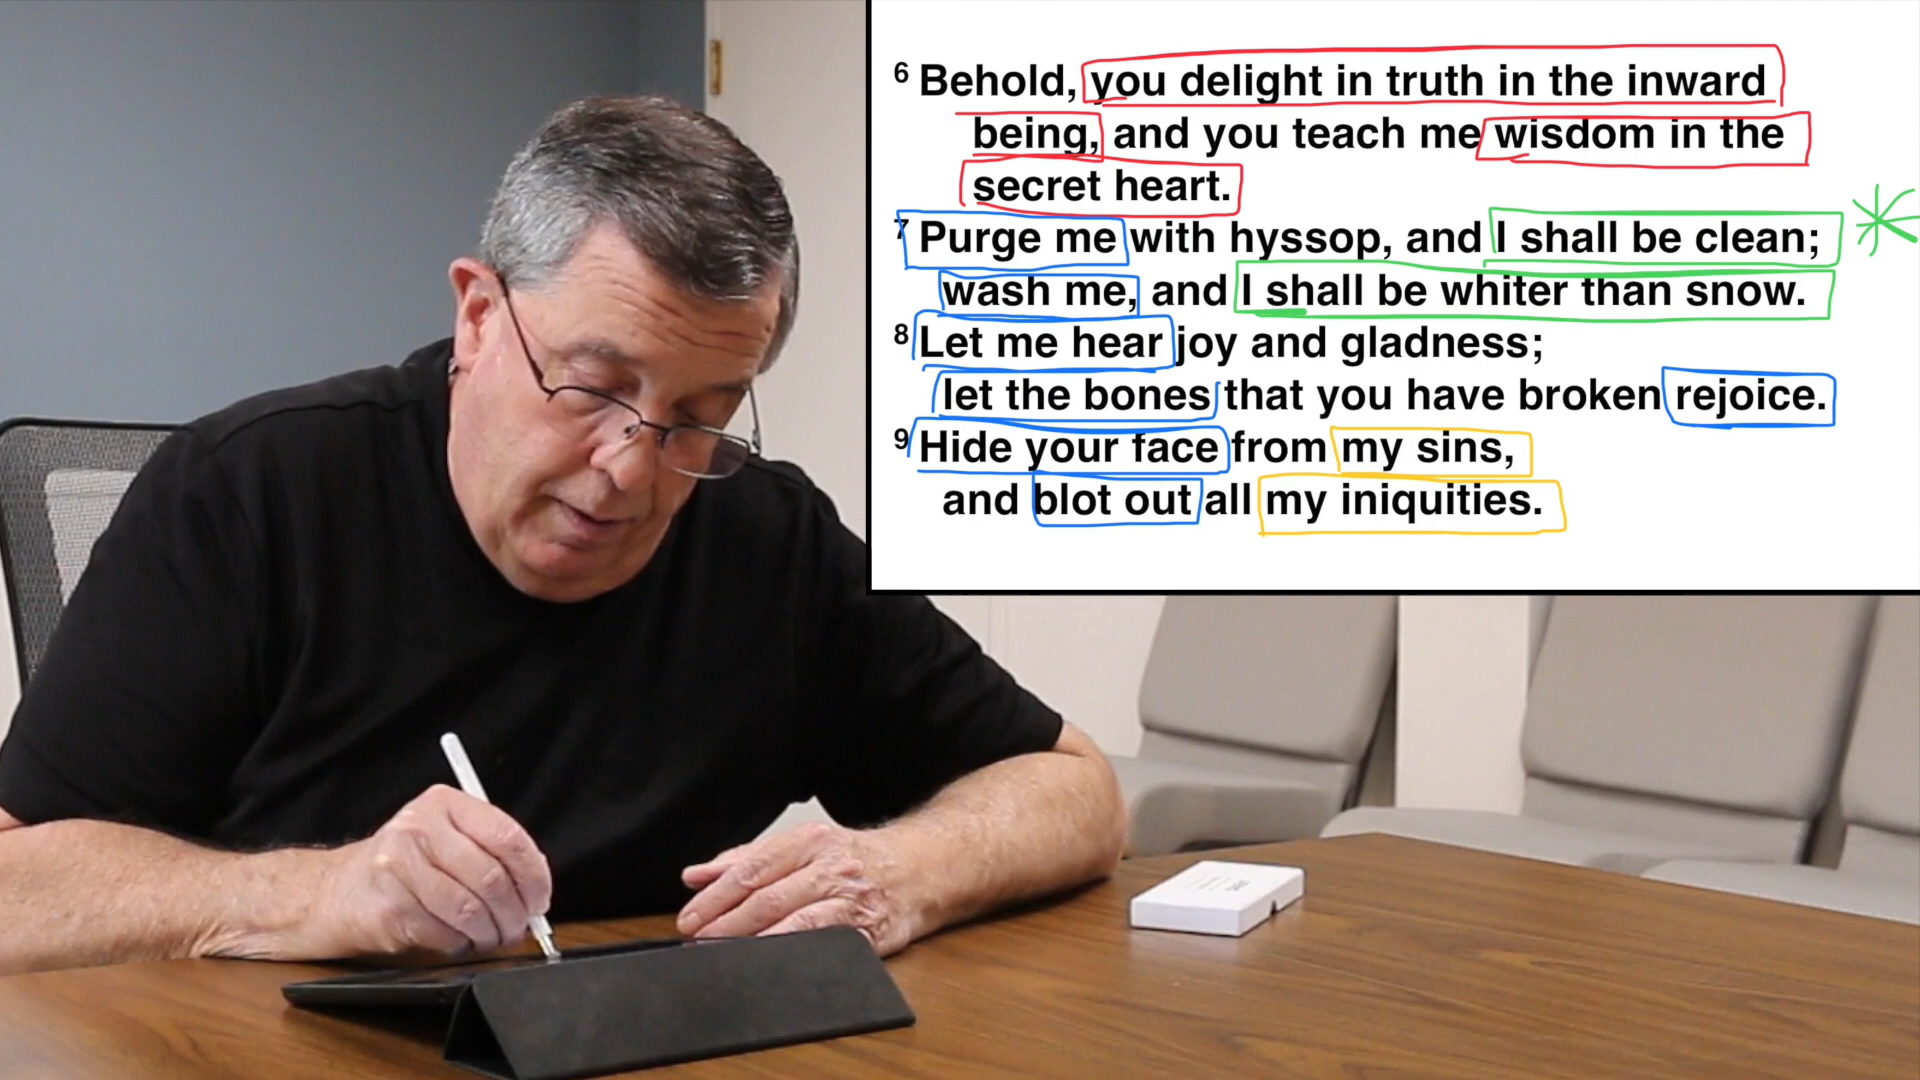 6 Behold, you delight in truth in the inward
being, and you teach me wisdom in the
secret heart.
7 Purge me with hyssop, and I shall be clean;
wash me, and I shall be whiter than snow.
8 Let me hear joy and gladness;
let the bones that you have broken rejoice.
9 Hide your face from my sins,
and blot out all my iniquities.